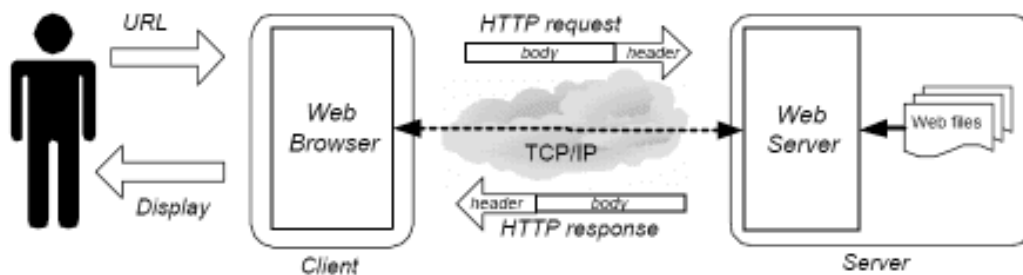 URL
Display
Web
Browser
Client
HTTP request
body header
TCP/IP
header body
HTTP response
Web
Server
Web files
Server